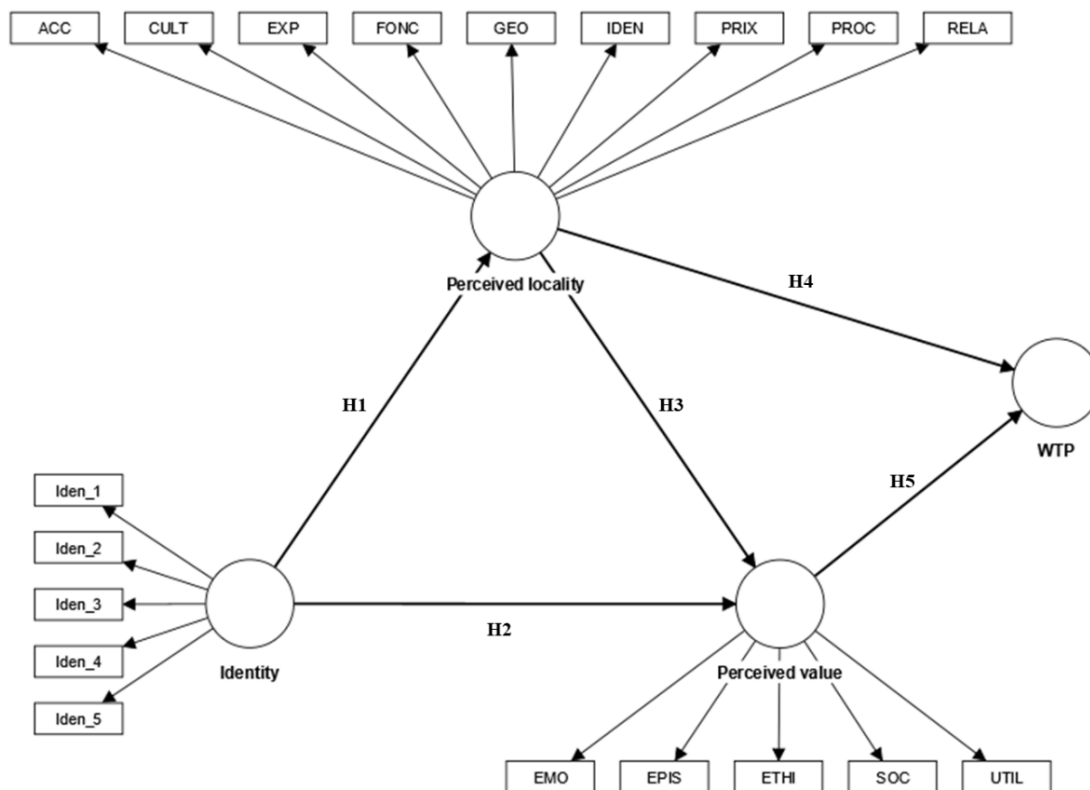 ACC CULT EXP FONC GEO IDEN PRIX PROC RELA
Perceived locality
H4
H1
H3
WTP
H5
Iden_1
Iden_2
Iden_3
Iden_4
Iden_5
H2
Identity
Perceived value
EMO EPIS ETHI SOC UTIL